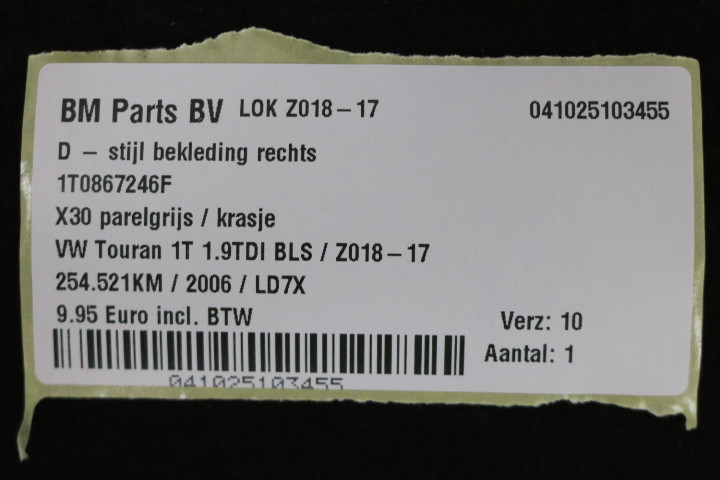 BM Parts BV LOK Z018-17 041025103455
D - stijl bekleding rechts
1T0867246F
X30 parelgrijs / krasje
VW Touran 1T 1.9TDI BLS / Z018-17
254.521KM / 2006 / LD7X
9.95 Euro incl. BTW
Verz: 10
Aantal: 1
041025103455